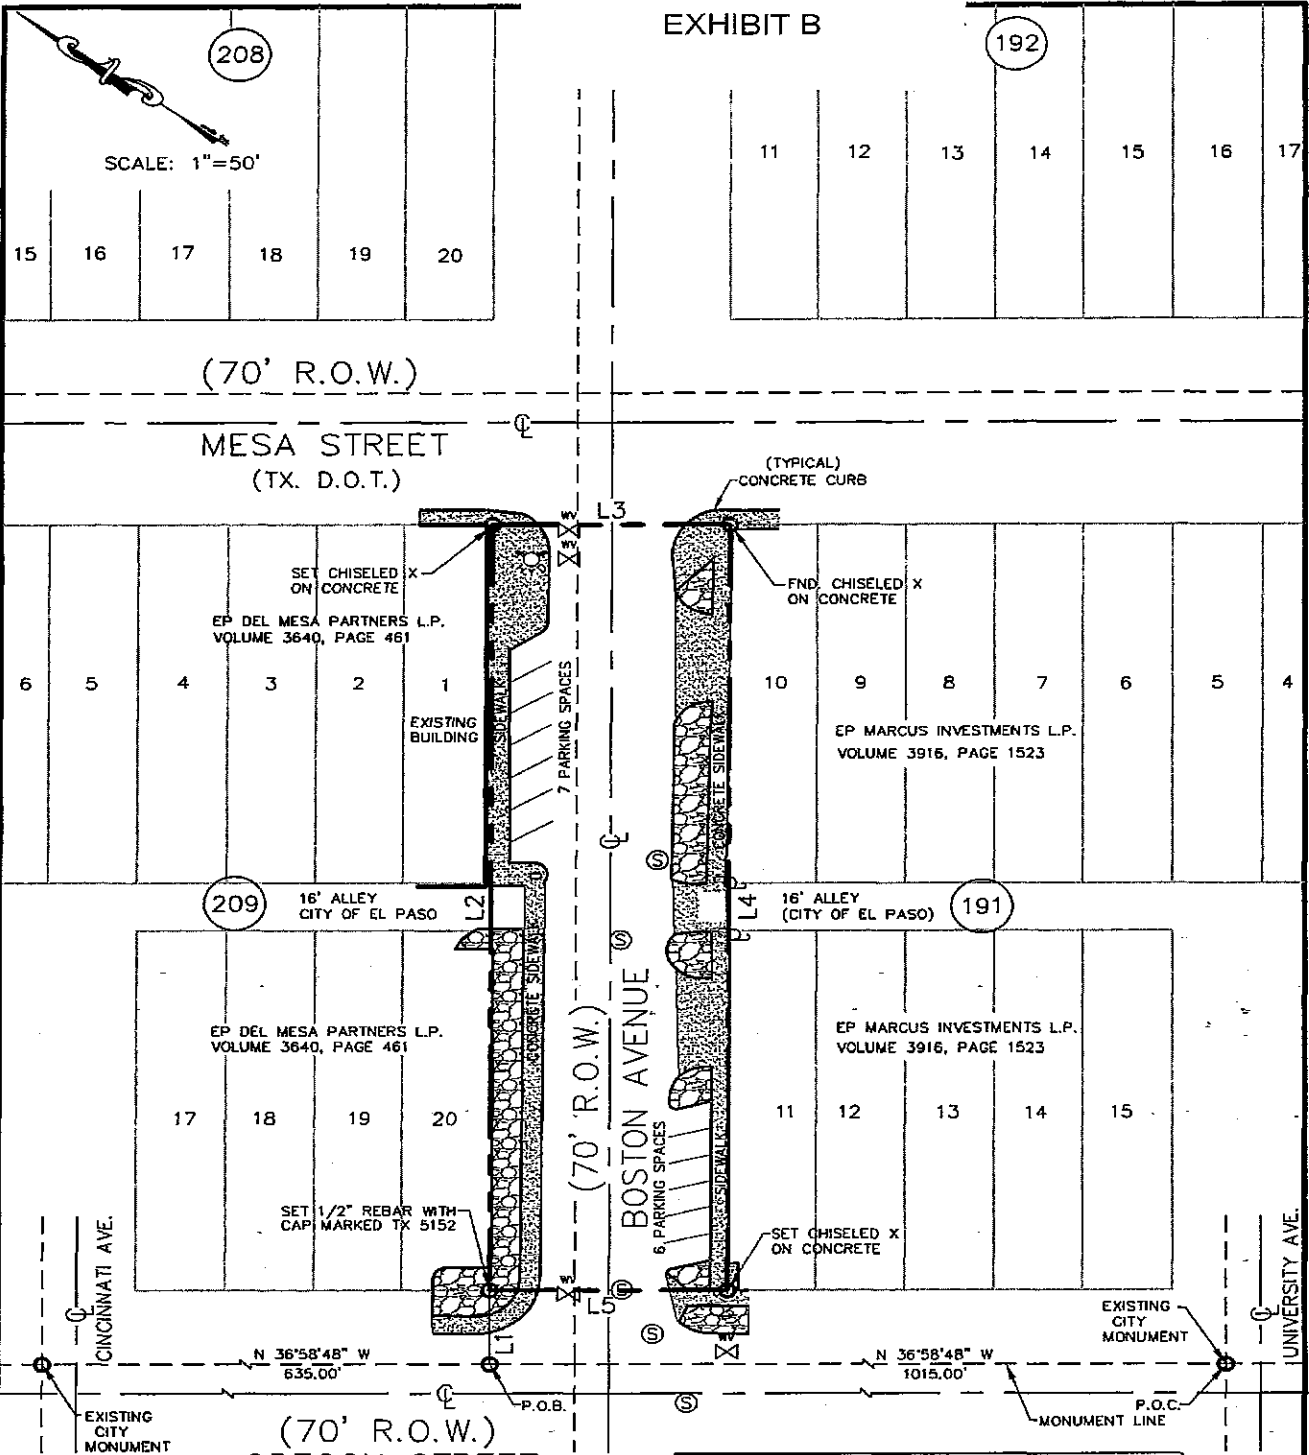 EXHIBIT B
208
192
SCALE: 1"=50'
11 12 13 14 15 16 17
15 16 17 18 19 20
(70' R.O.W.)
MESA STREET
(TX. D.O.T.)
(TYPICAL)
CONCRETE CURB
L3
WV
WV
SET CHISELED X
ON CONCRETE
FND. CHISELED X
ON CONCRETE
EP DEL MESA PARTNERS L.P.
VOLUME 3640, PAGE 461
6 5 4 3 2 1
10 9 8 7 6 5 4
EXISTING
BUILDING
SIDEWALK
7 PARKING SPACES
CONCRETE SIDEWALK
EP MARCUS INVESTMENTS L.P.
VOLUME 3916, PAGE 1523
S
209
16' ALLEY
CITY OF EL PASO
L2
L4
16' ALLEY
(CITY OF EL PASO)
191
S
CONCRETE SIDEWALK
(70' R.O.W.)
BOSTON AVENUE
EP DEL MESA PARTNERS L.P.
VOLUME 3640, PAGE 461
EP MARCUS INVESTMENTS L.P.
VOLUME 3916, PAGE 1523
17 18 19 20
11 12 13 14 15
6 PARKING SPACES
SIDEWALK
SET 1/2" REBAR WITH
CAP MARKED TX 5152
SET CHISELED X
ON CONCRETE
CINCINNATI AVE.
UNIVERSITY AVE.
WV
S
L5
S
WV
L1
EXISTING
CITY
MONUMENT
N 36°58'48" W
635.00'
N 36°58'48" W
1015.00'
P.O.B.
S
P.O.C.
MONUMENT LINE
EXISTING
CITY
MONUMENT
(70' R.O.W.)